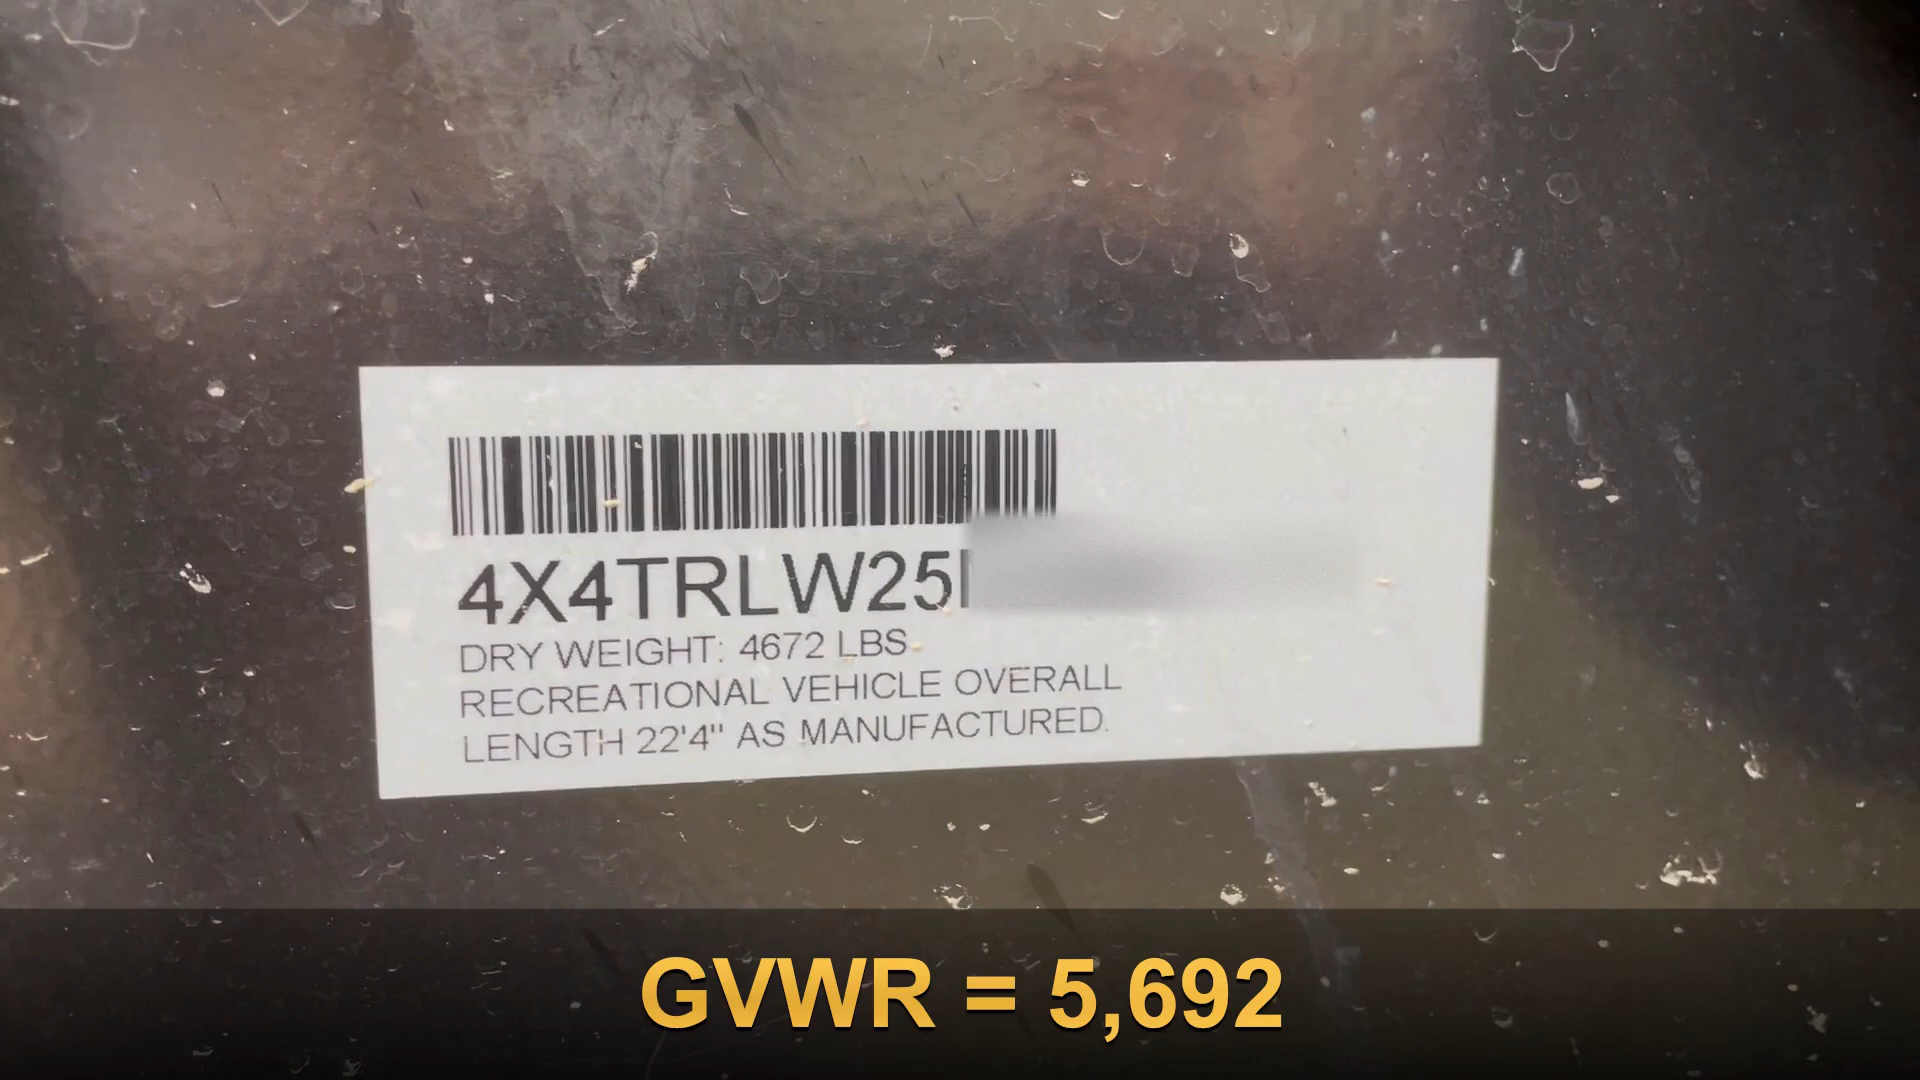 4X4TRLW25
DRY WEIGHT: 4672 LBS.
RECREATIONAL VEHICLE OVERALL
LENGTH 22'4" AS MANUFACTURED.
GVWR = 5,692